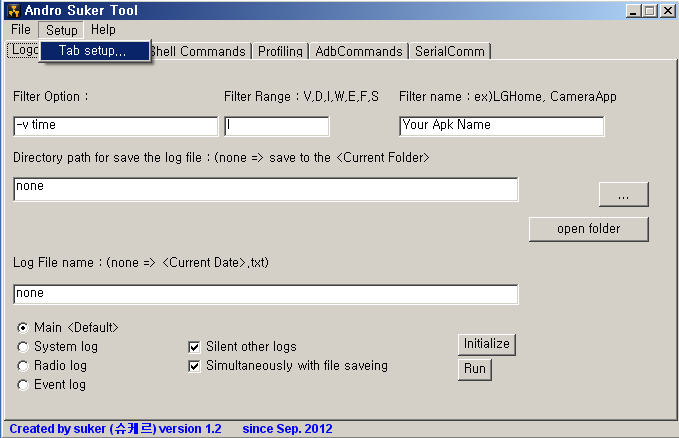 Andro Suker Tool
File Setup Help
Tab setup...
Shell Commands Profiling AdbCommands SerialComm
Filter Option : Filter Range : V,D,I,W,E,F,S Filter name : ex)LGHome, CameraApp
-v time I Your Apk Name
Directory path for save the log file : (none => save to the <Current Folder>
none
...
open folder
Log File name : (none => <Current Date>.txt)
none
Main <Default>
System log Silent other logs Initialize
Radio log Simultaneously with file saveing Run
Event log
Created by suker (슈케르) version 1.2 since Sep. 2012